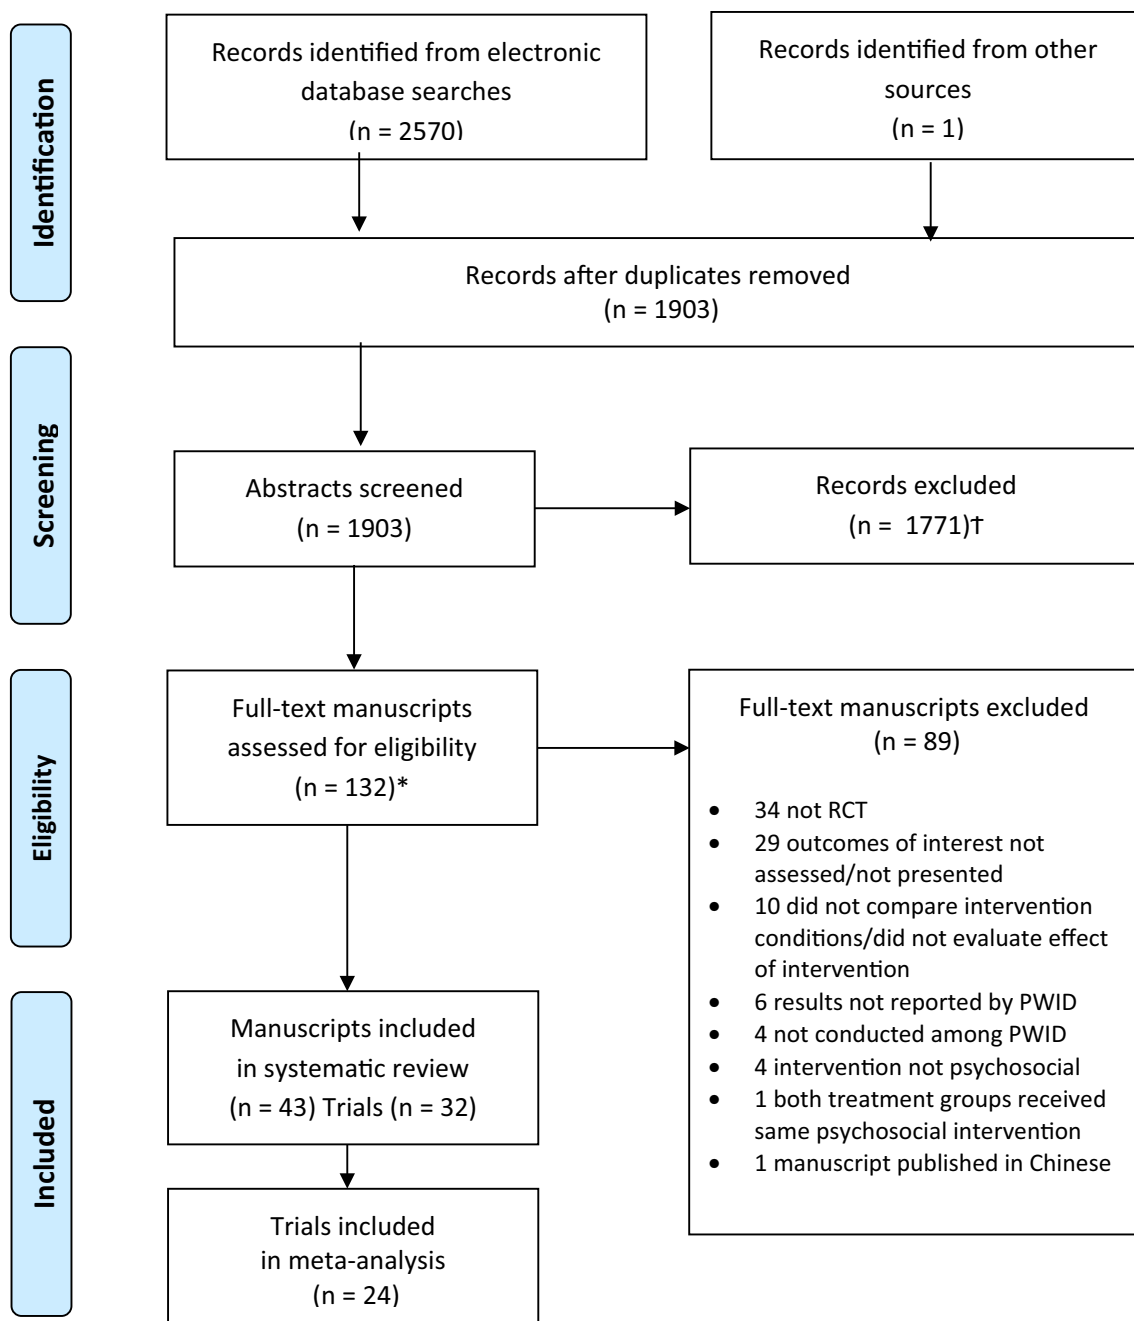 Identification
Records identified from electronic
database searches
(n = 2570)
Records identified from other
sources
(n = 1)
Records after duplicates removed
(n = 1903)
Screening
Abstracts screened
(n = 1903)
Records excluded
(n =  1771)†
Eligibility
Full-text manuscripts
assessed for eligibility
(n = 132)*
Full-text manuscripts excluded
(n = 89)
• 34 not RCT
• 29 outcomes of interest not
assessed/not presented
• 10 did not compare intervention
conditions/did not evaluate effect
of intervention
• 6 results not reported by PWID
• 4 not conducted among PWID
• 4 intervention not psychosocial
• 1 both treatment groups received
same psychosocial intervention
• 1 manuscript published in Chinese
Included
Manuscripts included
in systematic review
(n = 43) Trials (n = 32)
Trials included
in meta-analysis
(n = 24)